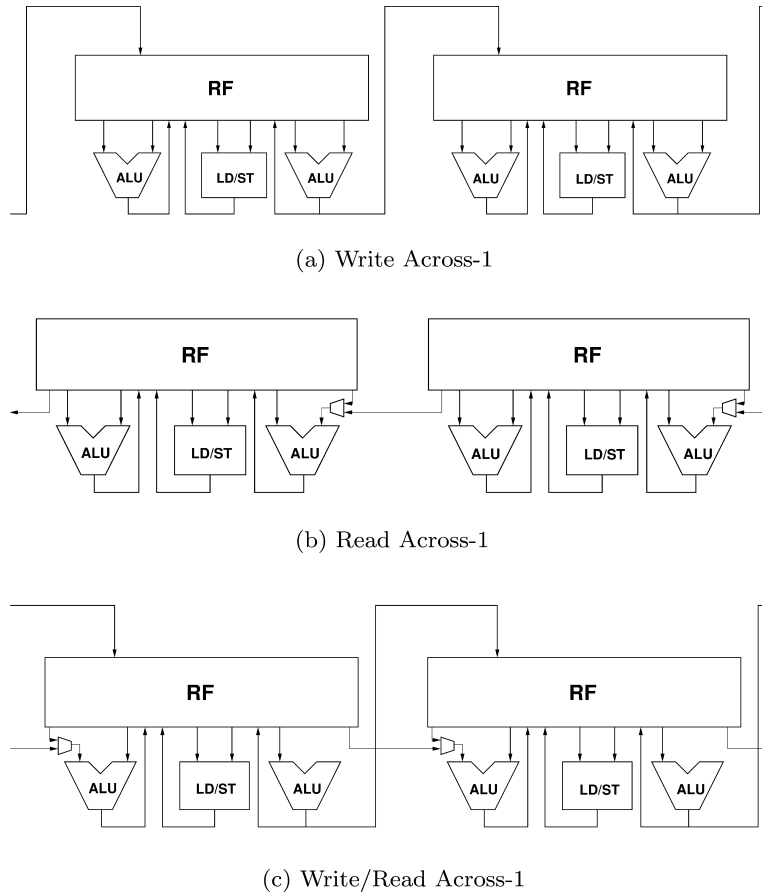 RF RF
ALU LD/ST ALU ALU LD/ST ALU
(a) Write Across-1
RF RF
ALU LD/ST ALU ALU LD/ST ALU
(b) Read Across-1
RF RF
ALU LD/ST ALU ALU LD/ST ALU
(c) Write/Read Across-1